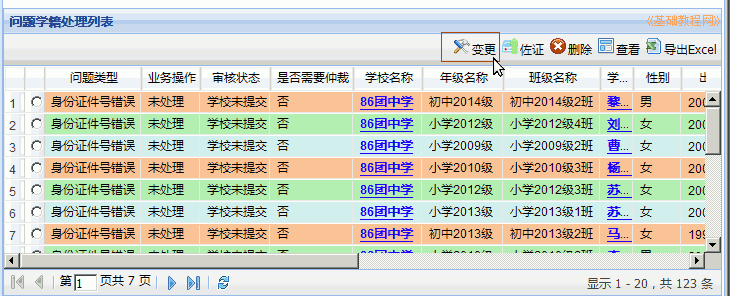 问题学籍处理列表 《基础教程网》
变更 佐证 删除 查看 导出Excel
问题类型 业务操作 审核状态 是否需要仲裁 学校名称 年级名称 班级名称 学... 性别
1 身份证件号错误 未处理 学校未提交 否 86团中学 初中2014级 初中2014级2班 黎... 男 200
2 身份证件号错误 未处理 学校未提交 否 86团中学 小学2012级 小学2012级4班 刘... 女 200
3 身份证件号错误 未处理 学校未提交 否 86团中学 小学2009级 小学2009级2班 曹... 女 200
4 身份证件号错误 未处理 学校未提交 否 86团中学 小学2010级 小学2010级3班 杨... 女 200
5 身份证件号错误 未处理 学校未提交 否 86团中学 小学2012级 小学2012级3班 苏... 女 200
6 身份证件号错误 未处理 学校未提交 否 86团中学 小学2013级 小学2013级1班 苏... 女 200
7 身份证件号错误 未处理 学校未提交 否 86团中学 初中2013级 初中2013级2班 马... 女 199
第 1 页共 7 页 显示 1 - 20，共 123 条